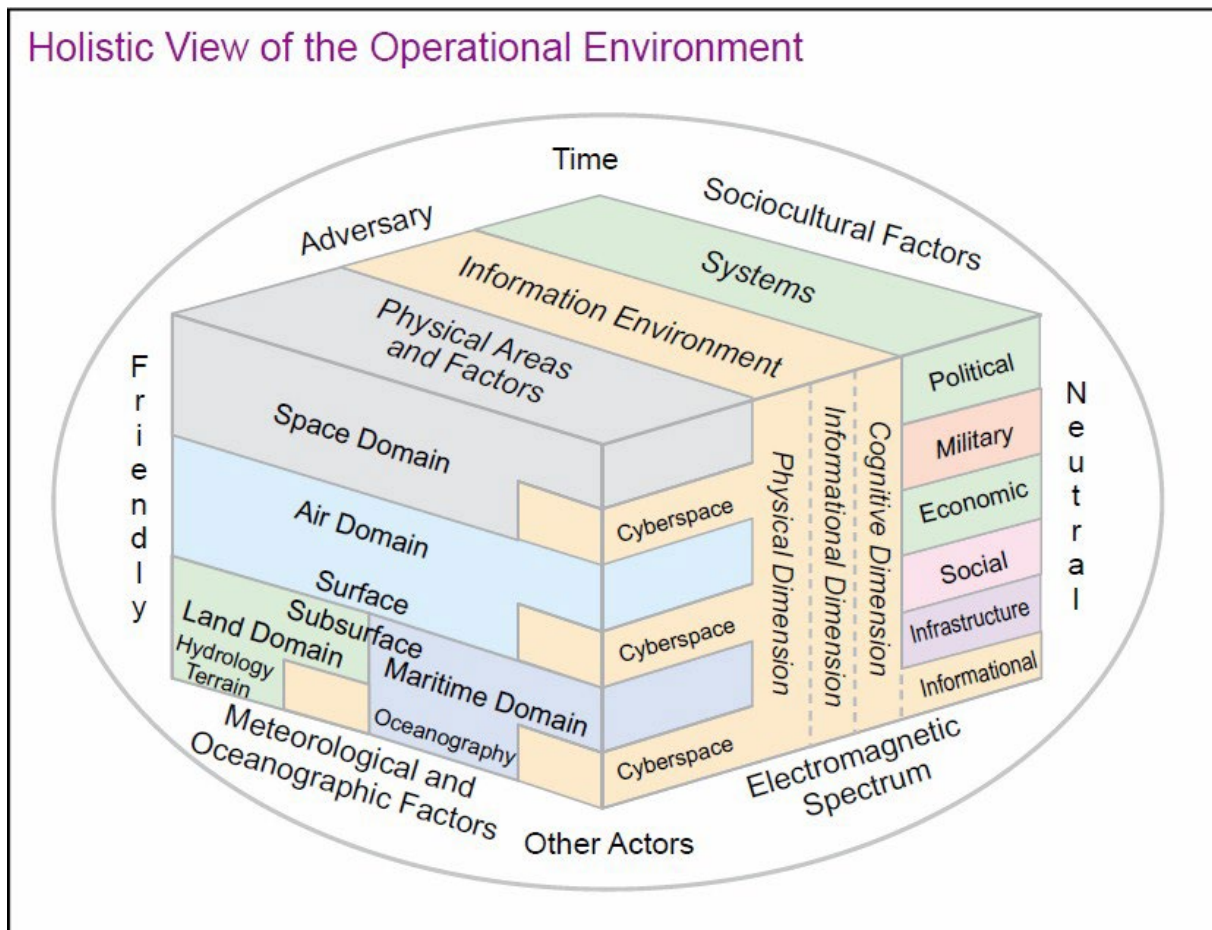 Holistic View of the Operational Environment
Time
Adversary
Sociocultural Factors
Systems
Information Environment
Physical Areas
and Factors
Friendly
Neutral
Space Domain
Air Domain
Surface
Subsurface
Land Domain
Hydrology
Terrain
Maritime Domain
Oceanography
Cyberspace
Cyberspace
Cyberspace
Physical Dimension
Informational Dimension
Cognitive Dimension
Political
Military
Economic
Social
Infrastructure
Informational
Meteorological and
Oceanographic Factors
Electromagnetic
Spectrum
Other Actors